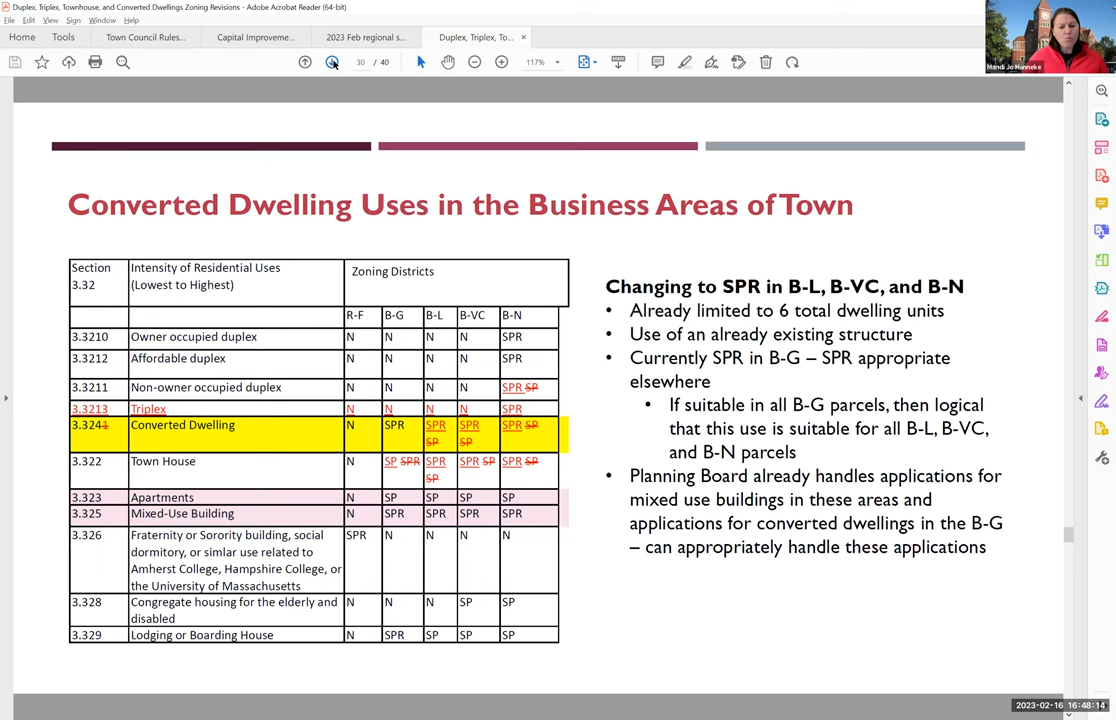 Duplex, Triplex, Townhouse, and Converted Dwellings Zoning Revisions - Adobe Acrobat Reader (64-bit)
File Edit View Sign Window Help
Home Tools Town Council Rules... Capital Improveme... 2023 Feb regional s... Duplex, Triplex, To... ×
30 / 40 117%
Mandi Jo Hanneke
Converted Dwelling Uses in the Business Areas of Town
Section 3.32 Intensity of Residential Uses (Lowest to Highest) Zoning Districts
R-F B-G B-L B-VC B-N
3.3210 Owner occupied duplex N N N N SPR
3.3212 Affordable duplex N N N N SPR
3.3211 Non-owner occupied duplex N N N N SPR SP
3.3213 Triplex N N N N SPR
3.3241 Converted Dwelling N SPR SPR SP SPR SP SPR SP
3.322 Town House N SP SPR SPR SP SPR SP SPR SP
3.323 Apartments N SP SP SP SP
3.325 Mixed-Use Building N SPR SPR SPR SPR
3.326 Fraternity or Sorority building, social SPR N N N N
dormitory, or simlar use related to
Amherst College, Hampshire College, or
the University of Massachusetts
3.328 Congregate housing for the elderly and N N N SP SP
disabled
3.329 Lodging or Boarding House N SPR SP SP SP
Changing to SPR in B-L, B-VC, and B-N
• Already limited to 6 total dwelling units
• Use of an already existing structure
• Currently SPR in B-G – SPR appropriate
elsewhere
• If suitable in all B-G parcels, then logical
that this use is suitable for all B-L, B-VC,
and B-N parcels
• Planning Board already handles applications for
mixed use buildings in these areas and
applications for converted dwellings in the B-G
– can appropriately handle these applications
2023-02-16 16:48:14